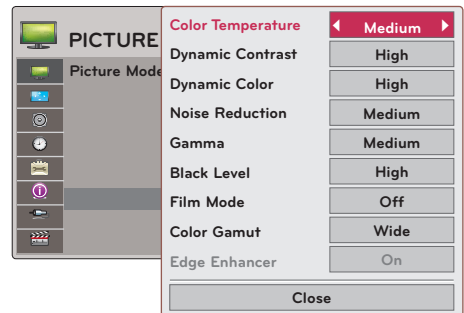 PICTURE
Picture Mode
Color Temperature Medium
Dynamic Contrast High
Dynamic Color High
Noise Reduction Medium
Gamma Medium
Black Level High
Film Mode Off
Color Gamut Wide
Edge Enhancer On
Close